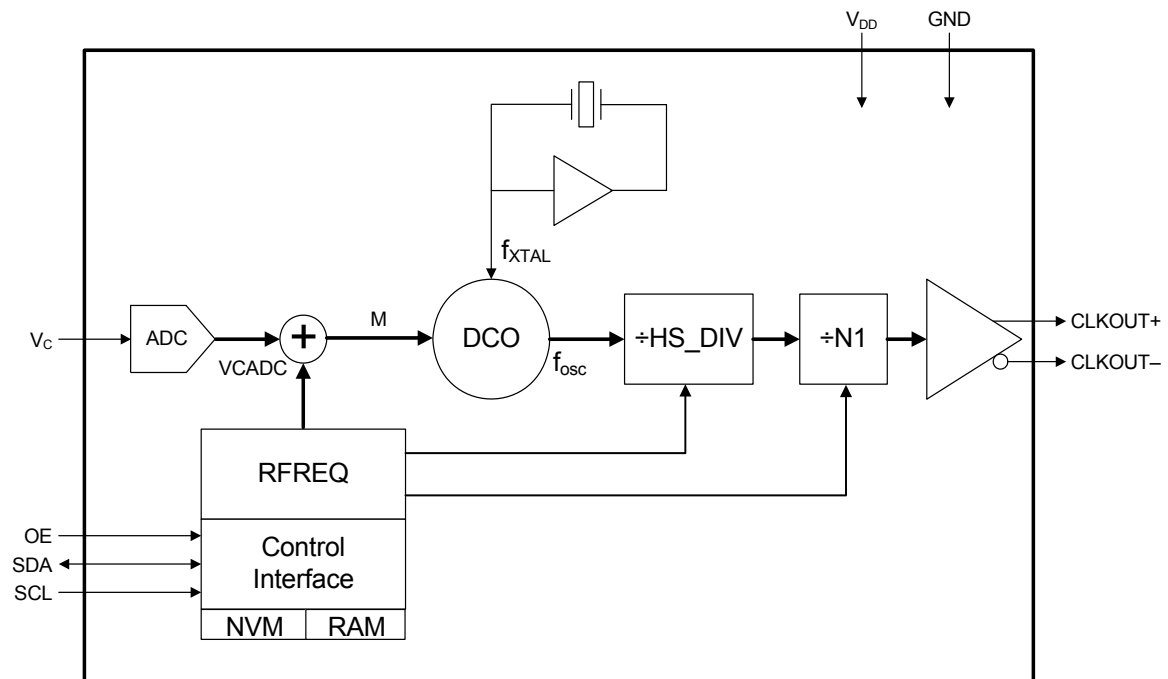 VDD
GND
fXTAL
VC
ADC
VCADC
+
M
DCO
fosc
÷HS_DIV
÷N1
CLKOUT+
CLKOUT–
RFREQ
OE
SDA
SCL
Control
Interface
NVM
RAM